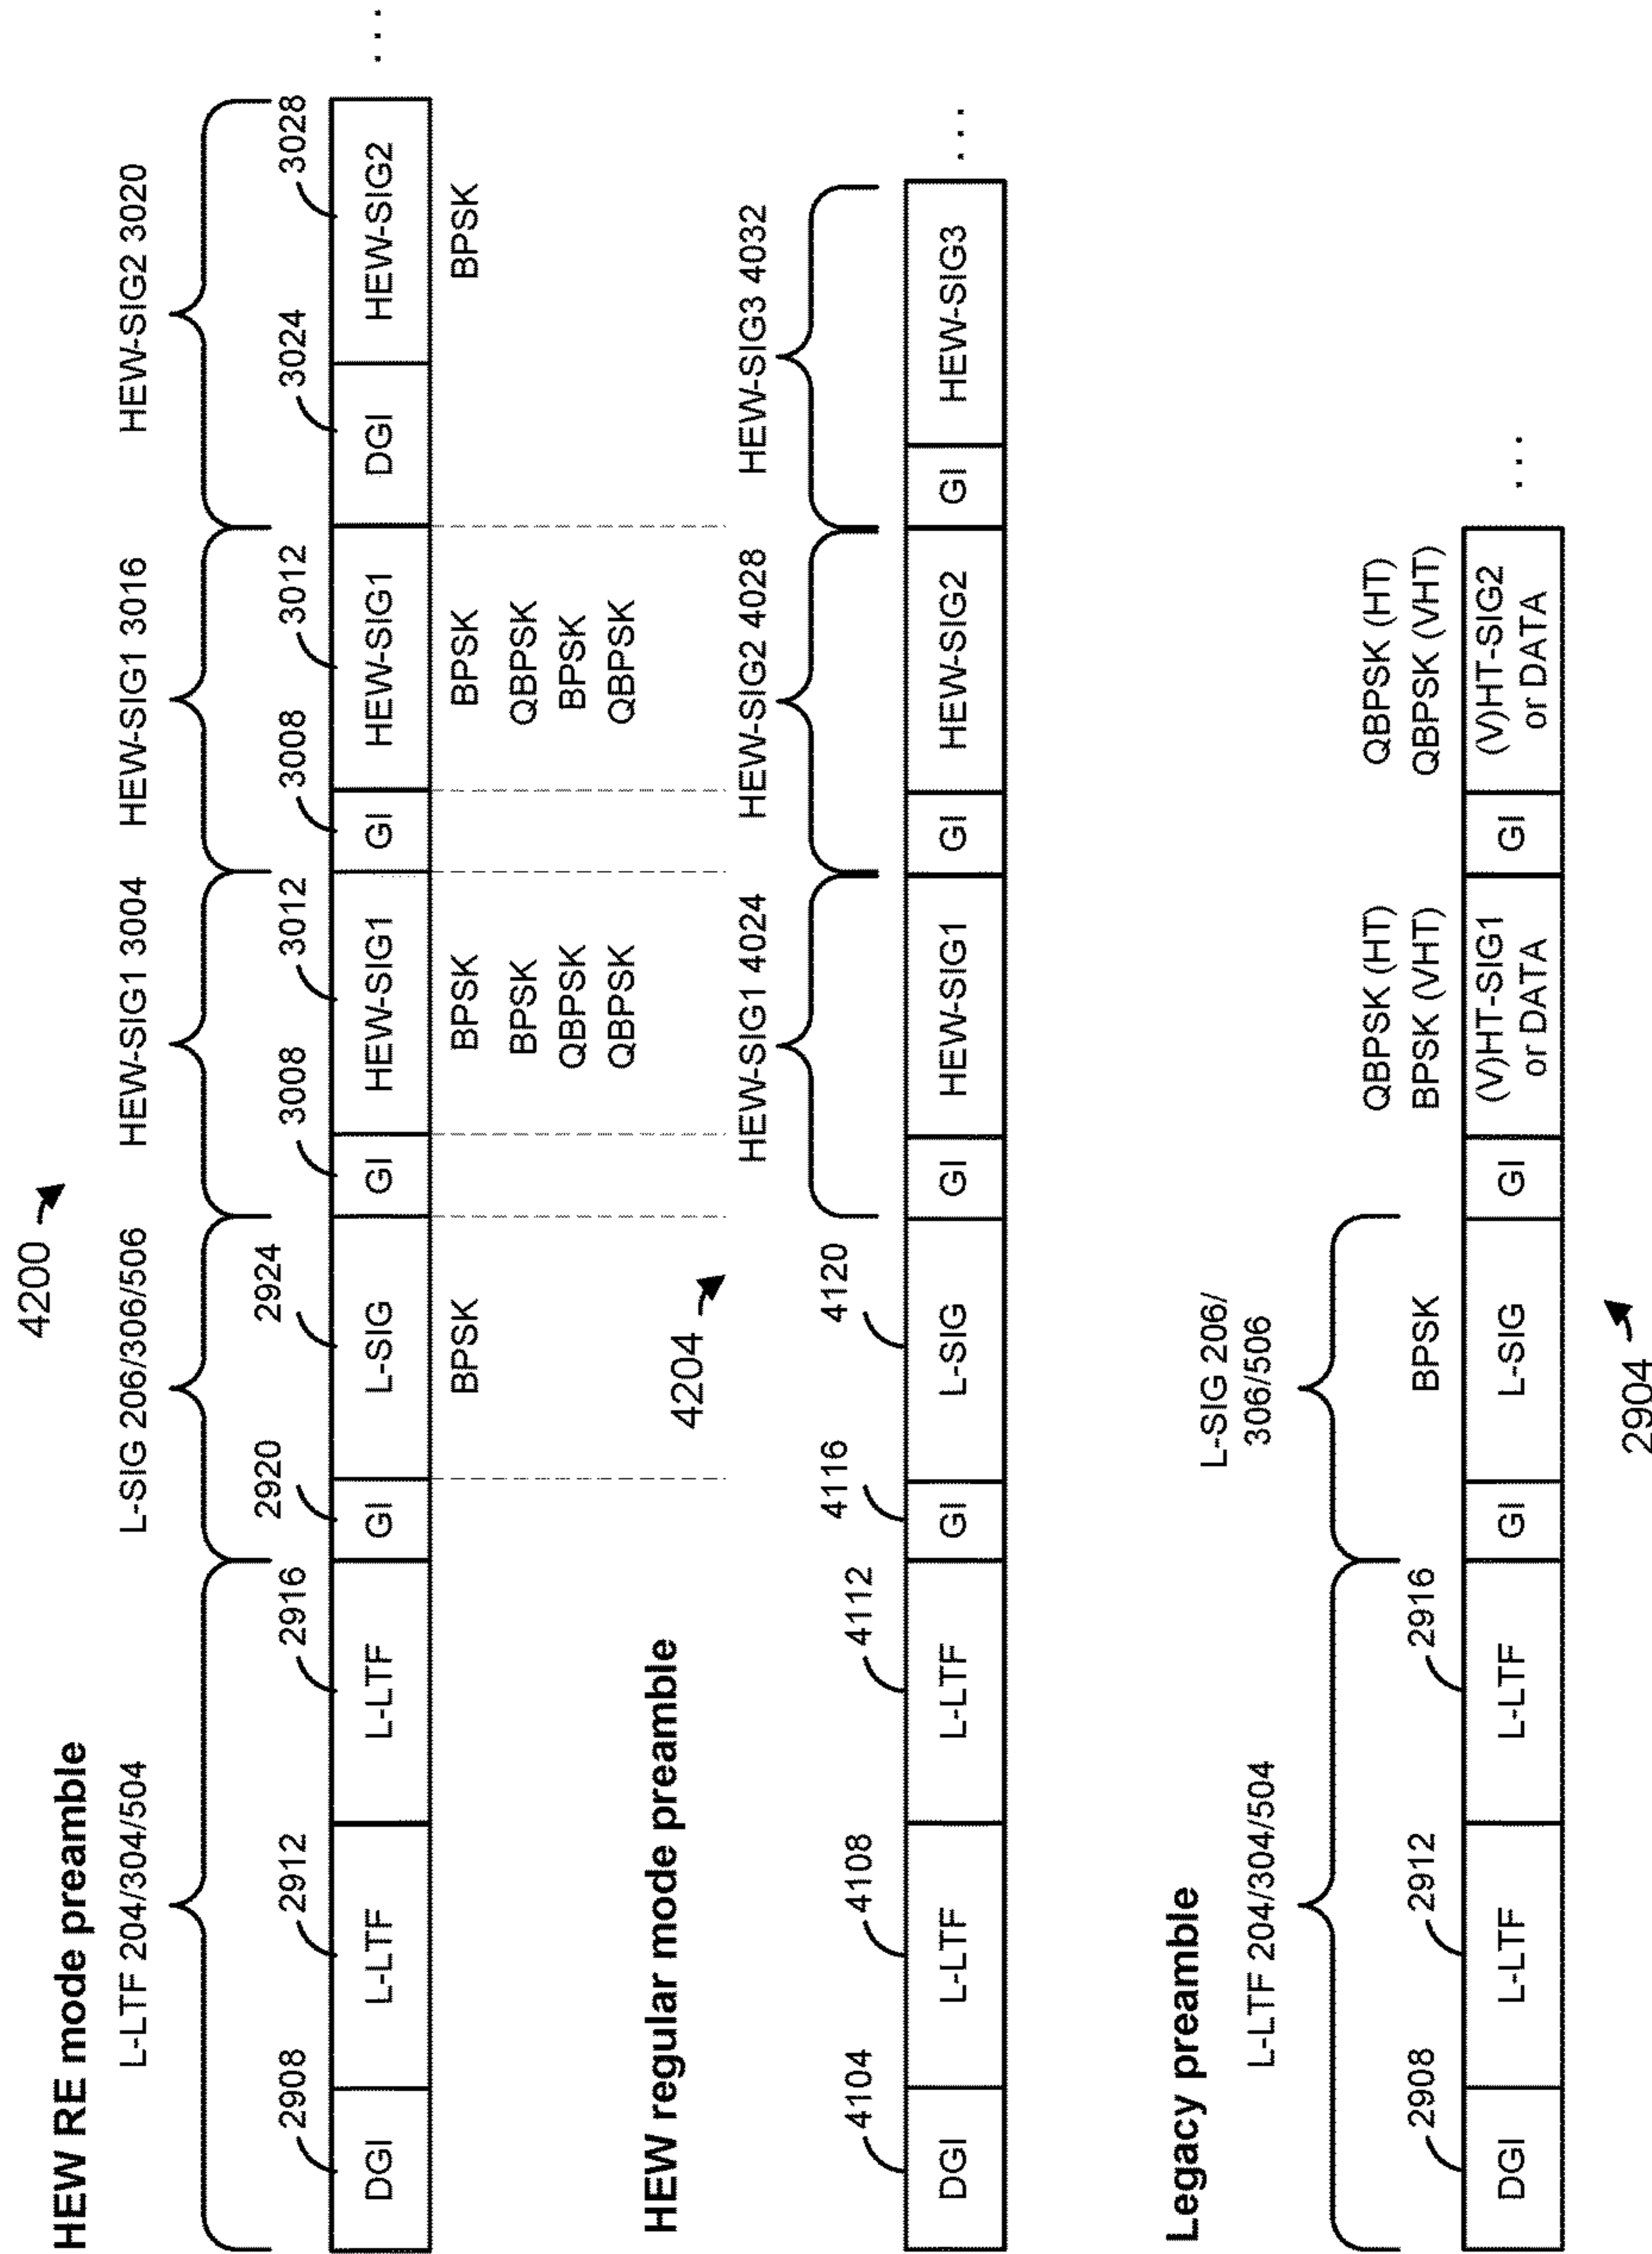 4200
HEW RE mode preamble
L-LTF 204/304/504
L-SIG 206/306/506
HEW-SIG1 3004
HEW-SIG1 3016
HEW-SIG2 3020
2908
2912
2916
2920
2924
3008
3012
3008
3012
3024
3028
DGI
L-LTF
L-LTF
GI
L-SIG
GI
HEW-SIG1
GI
HEW-SIG1
DGI
HEW-SIG2
...
BPSK
BPSK
BPSK
BPSK
BPSK
QBPSK
QBPSK
BPSK
QBPSK
QBPSK
HEW regular mode preamble
4204
HEW-SIG1 4024
HEW-SIG2 4028
HEW-SIG3 4032
4104
4108
4112
4116
4120
DGI
L-LTF
L-LTF
GI
L-SIG
GI
HEW-SIG1
GI
HEW-SIG2
GI
HEW-SIG3
...
Legacy preamble
L-LTF 204/304/504
L-SIG 206/
306/506
2908
2912
2916
BPSK
QBPSK (HT)
BPSK (VHT)
QBPSK (HT)
QBPSK (VHT)
DGI
L-LTF
L-LTF
GI
L-SIG
GI
(V)HT-SIG1
or DATA
GI
(V)HT-SIG2
or DATA
...
2904